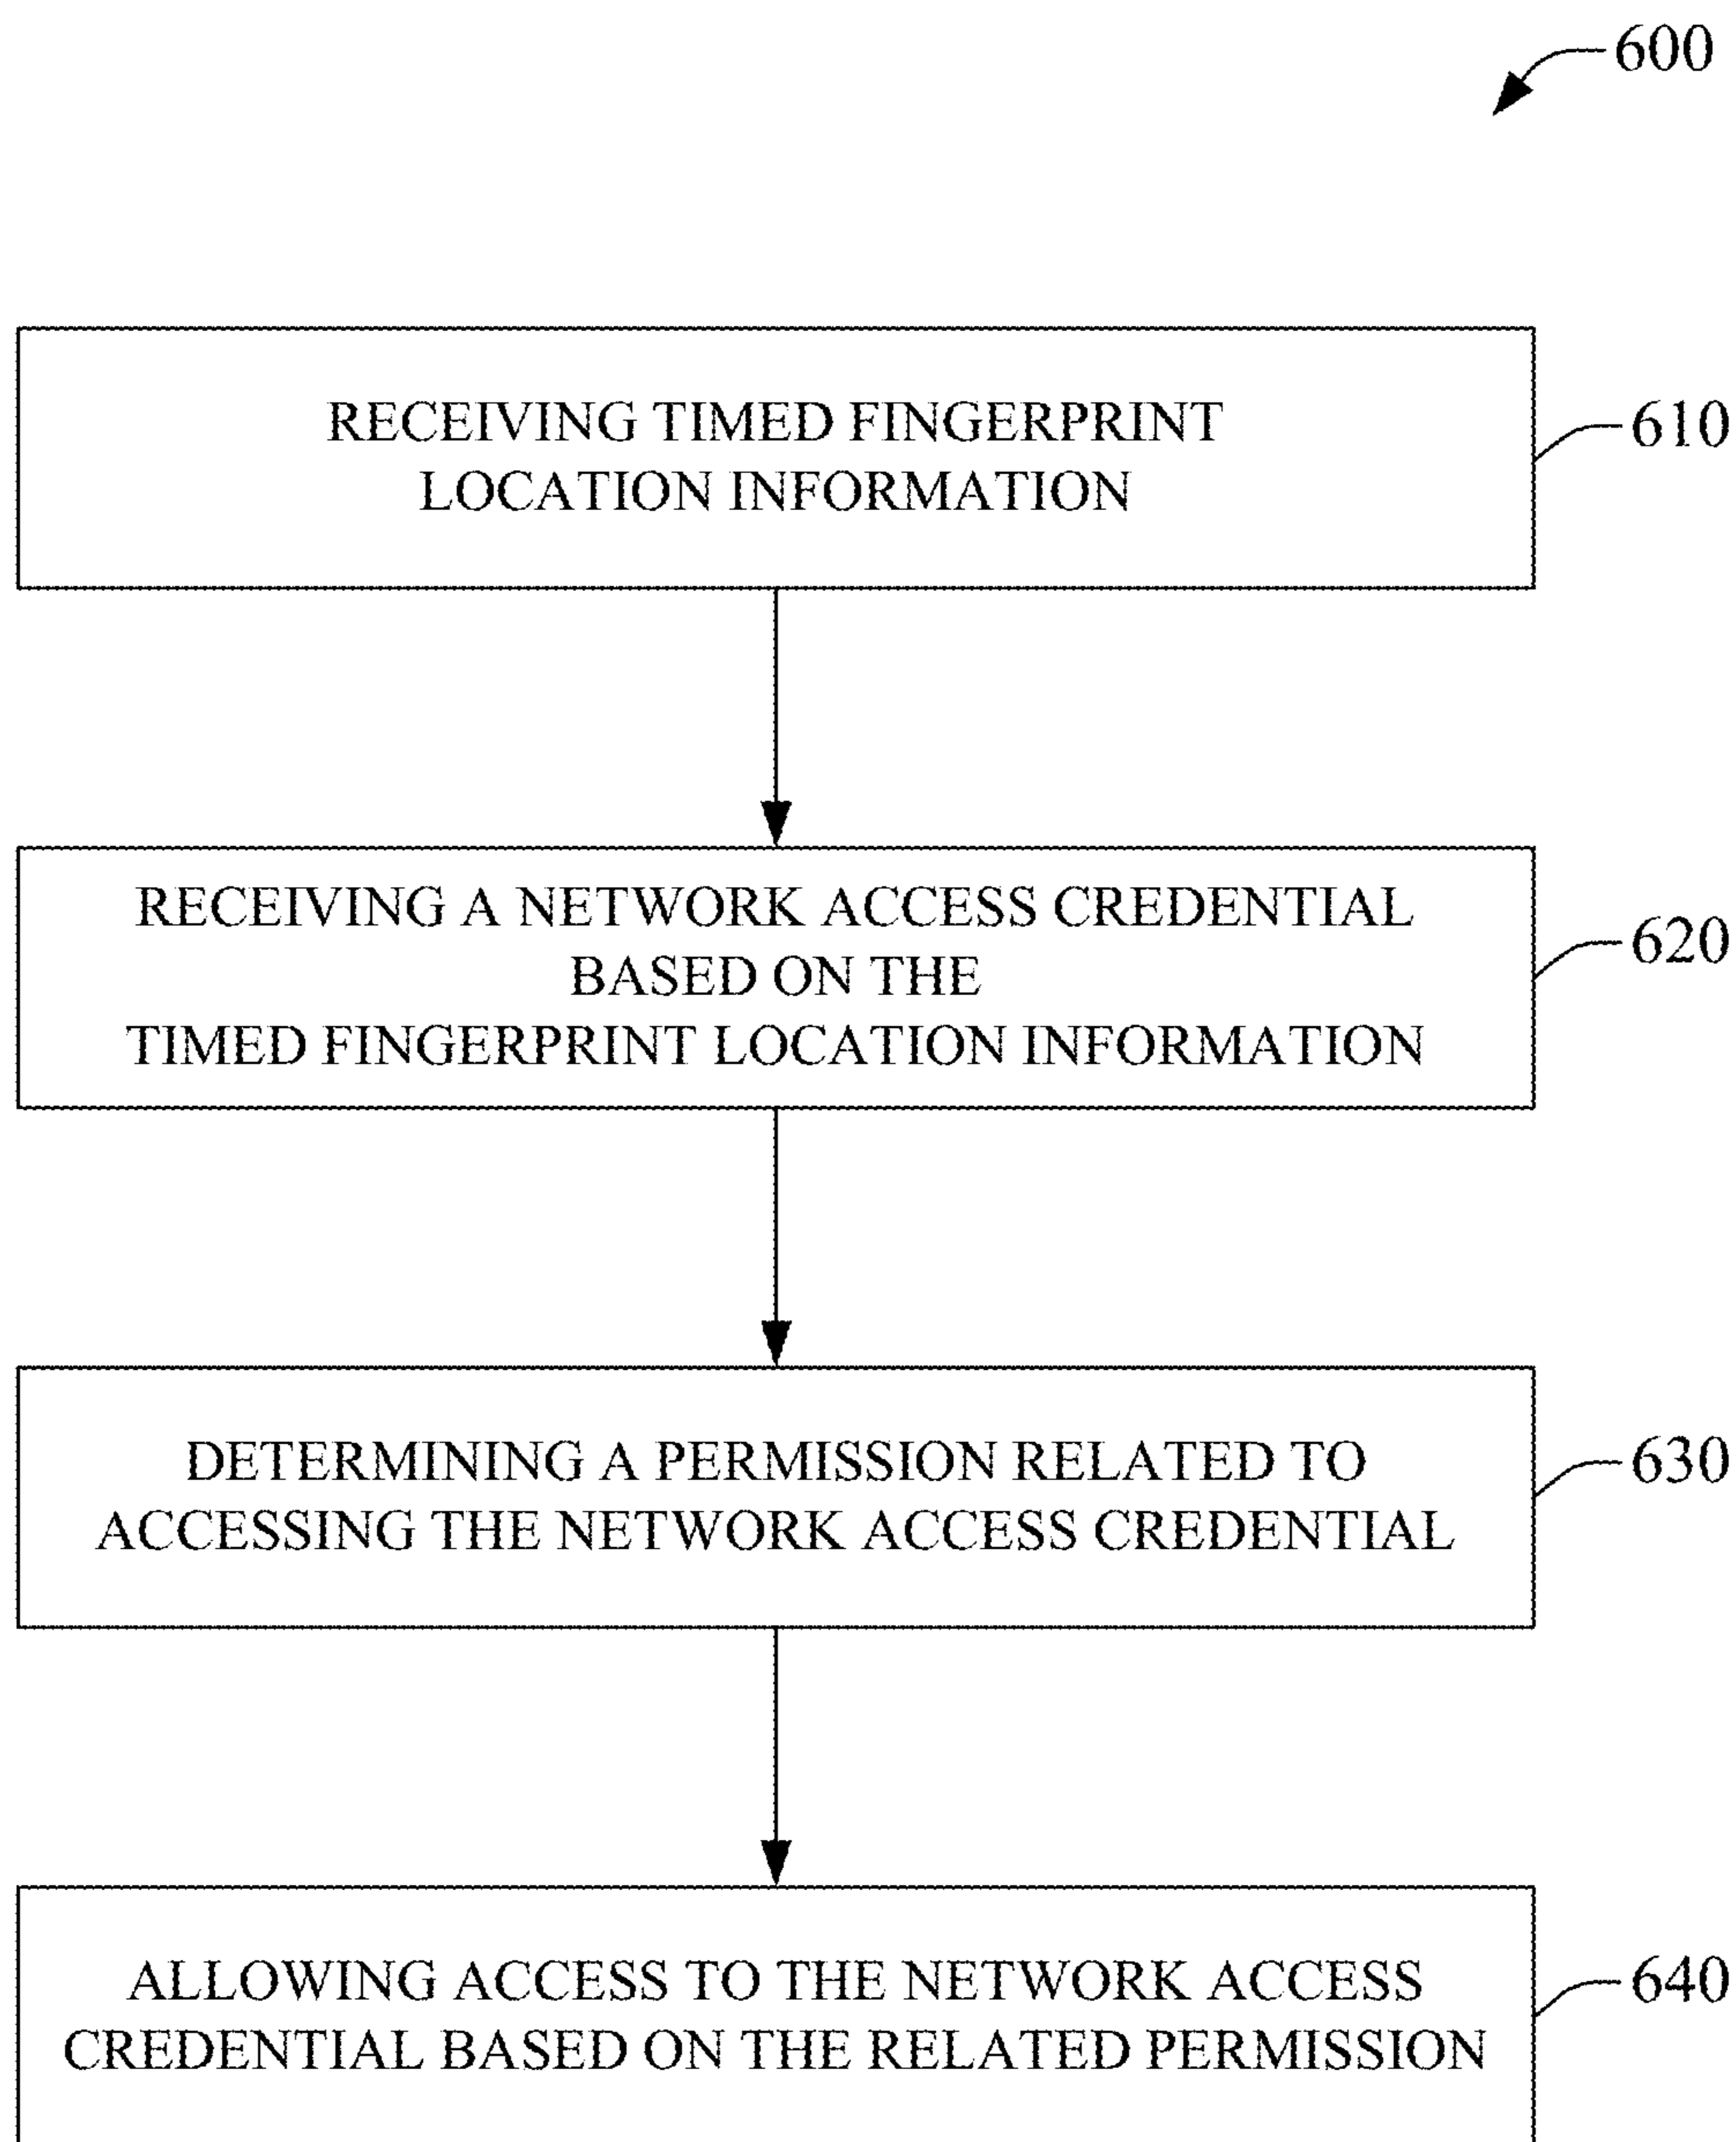 600
RECEIVING TIMED FINGERPRINT
LOCATION INFORMATION
610
RECEIVING A NETWORK ACCESS CREDENTIAL
BASED ON THE
TIMED FINGERPRINT LOCATION INFORMATION
620
DETERMINING A PERMISSION RELATED TO
ACCESSING THE NETWORK ACCESS CREDENTIAL
630
ALLOWING ACCESS TO THE NETWORK ACCESS
CREDENTIAL BASED ON THE RELATED PERMISSION
640